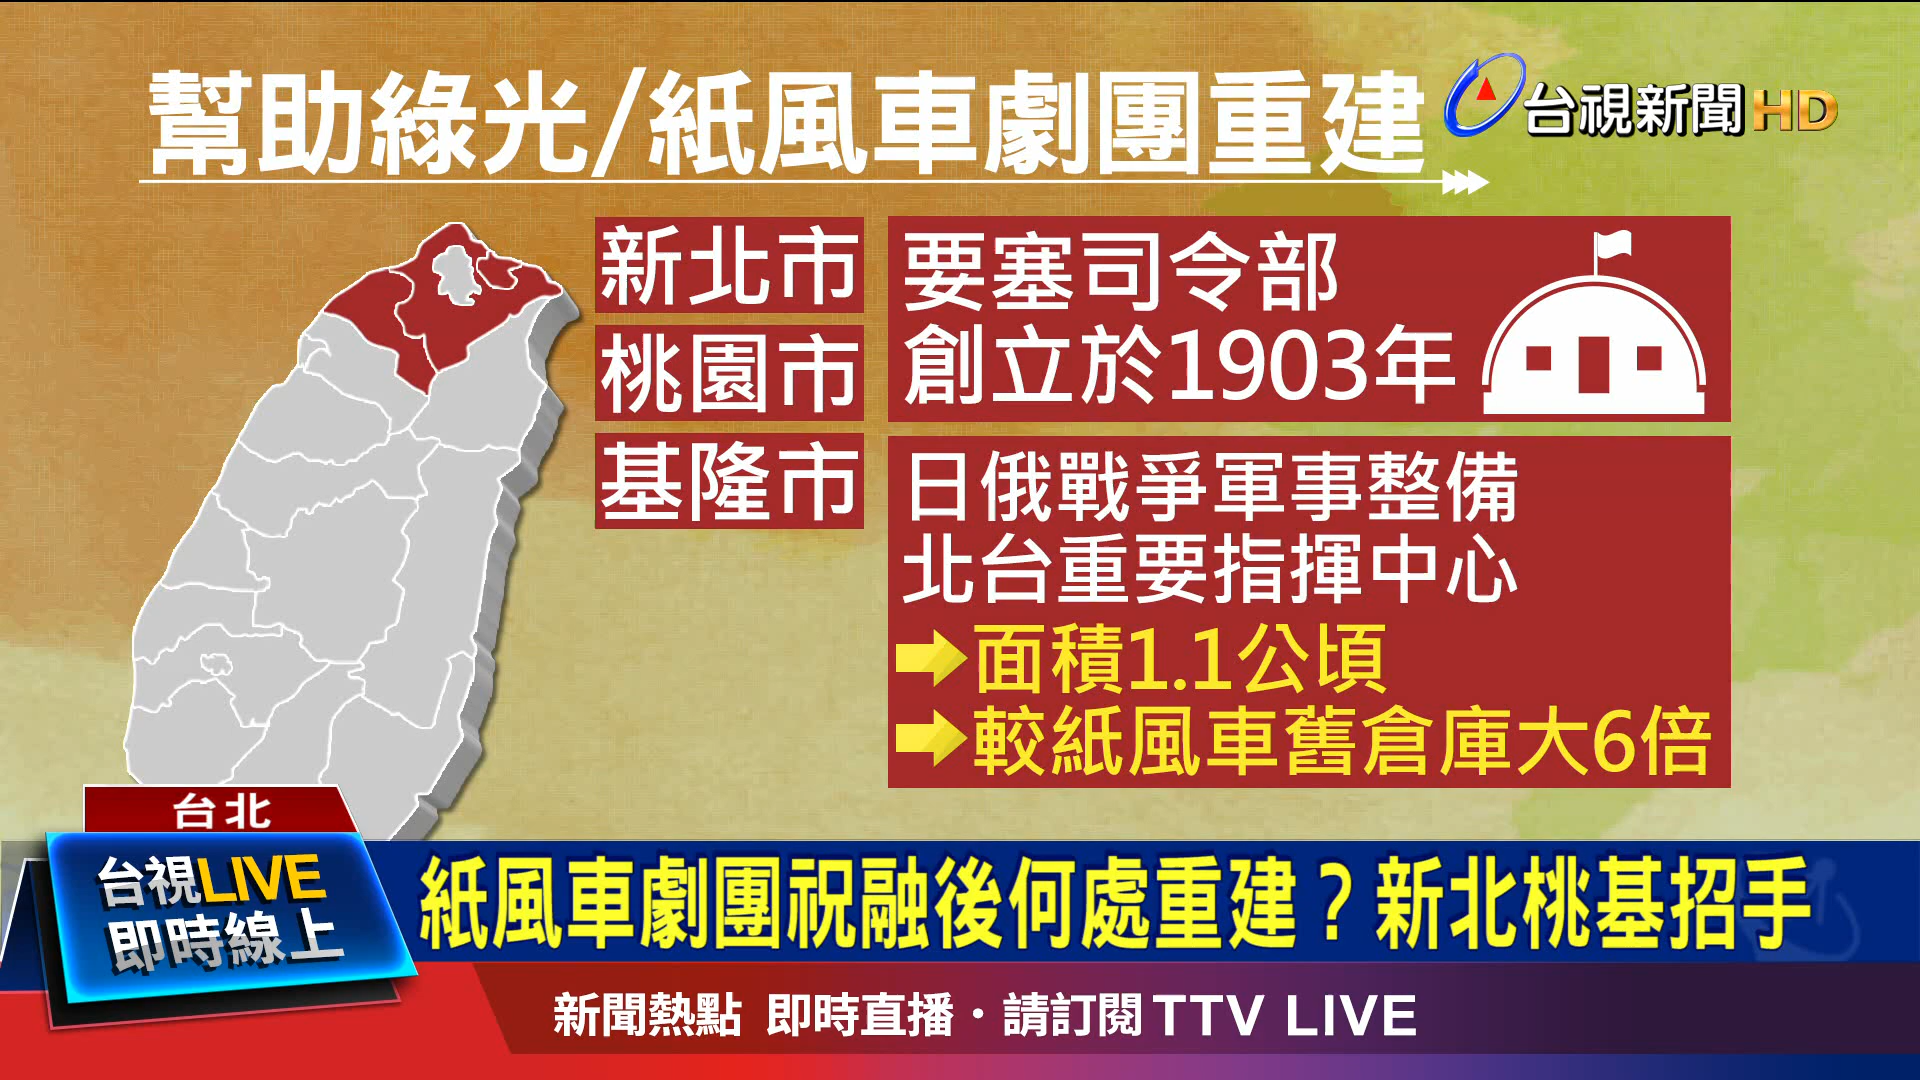 幫助綠光/紙風車劇團重建
台視新聞HD
新北市
桃園市
基隆市
要塞司令部
創立於1903年
日俄戰爭軍事整備
北台重要指揮中心
面積1.1公頃
較紙風車舊倉庫大6倍
台北
台視LIVE
即時線上
紙風車劇團祝融後何處重建?新北桃基招手
新聞熱點 即時直播・請訂閱TTV LIVE